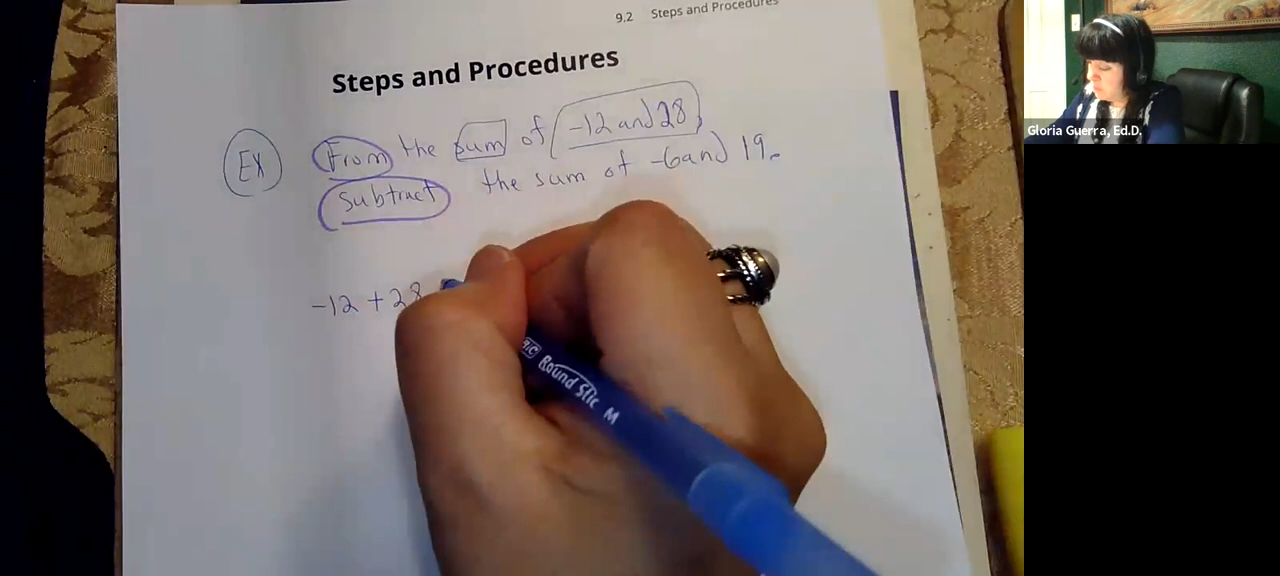 9.2 Steps and Procedures
Steps and Procedures
EX From the sum of -12 and 28,
subtract the sum of -6 and 19.
-12 + 28
Round Stic M
Gloria Guerra, Ed.D.